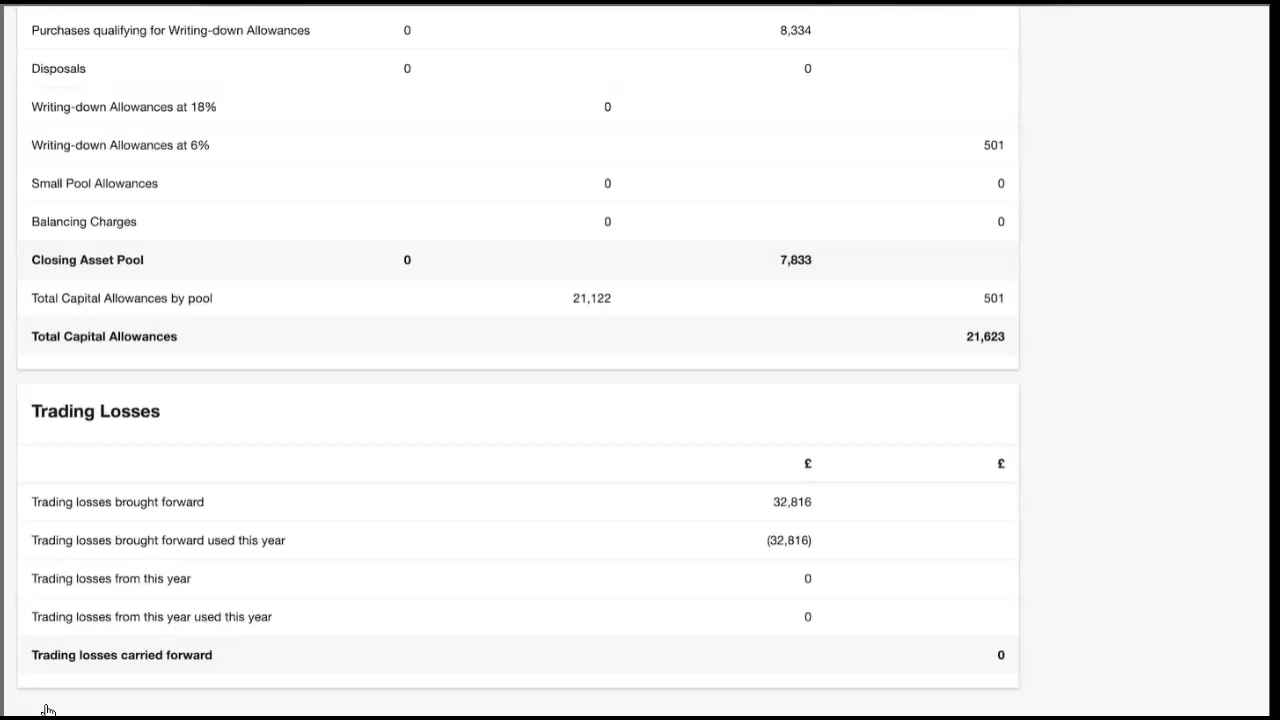 Purchases qualifying for Writing-down Allowances 0 8,334
Disposals 0 0
Writing-down Allowances at 18% 0
Writing-down Allowances at 6% 501
Small Pool Allowances 0 0
Balancing Charges 0 0
Closing Asset Pool 0 7,833
Total Capital Allowances by pool 21,122 501
Total Capital Allowances 21,623
Trading Losses
£ £
Trading losses brought forward 32,816
Trading losses brought forward used this year (32,816)
Trading losses from this year 0
Trading losses from this year used this year 0
Trading losses carried forward 0